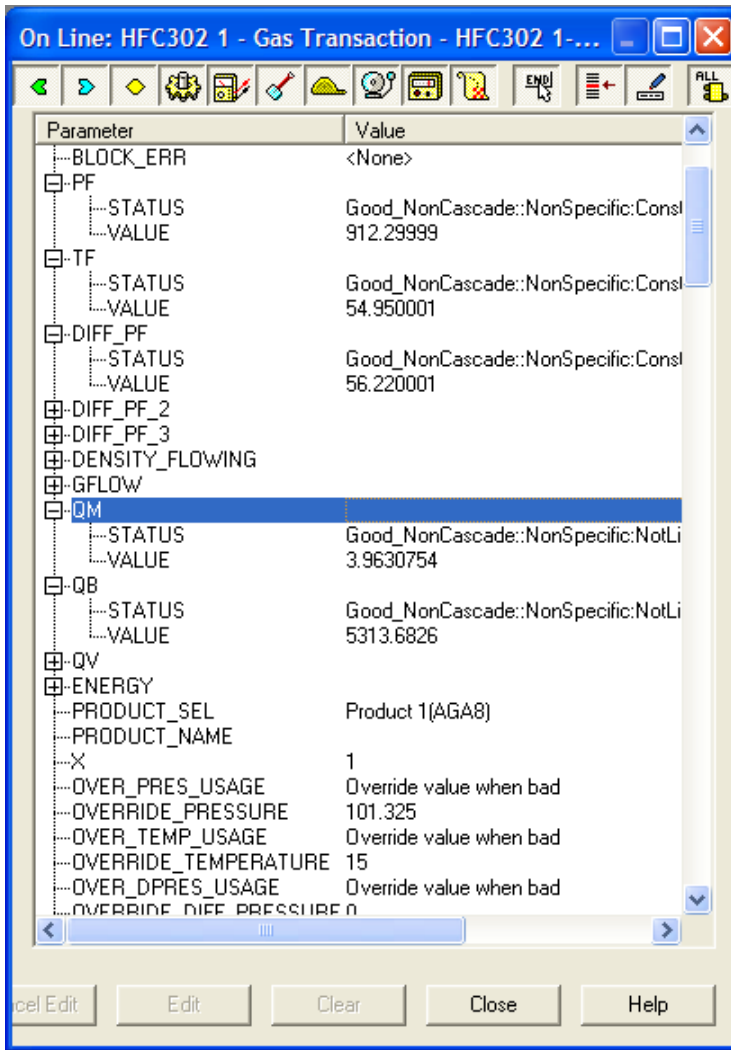 On Line: HFC302 1 - Gas Transaction - HFC302 1-...
END
ALL
Parameter Value
BLOCK_ERR <None>
PF
STATUS Good_NonCascade::NonSpecific:Const
VALUE 912.29999
TF
STATUS Good_NonCascade::NonSpecific:Const
VALUE 54.950001
DIFF_PF
STATUS Good_NonCascade::NonSpecific:Const
VALUE 56.220001
DIFF_PF_2
DIFF_PF_3
DENSITY_FLOWING
GFLOW
QM
STATUS Good_NonCascade::NonSpecific:NotLi
VALUE 3.9630754
QB
STATUS Good_NonCascade::NonSpecific:NotLi
VALUE 5313.6826
QV
ENERGY
PRODUCT_SEL Product 1(AGA8)
PRODUCT_NAME
X 1
OVER_PRES_USAGE Override value when bad
OVERRIDE_PRESSURE 101.325
OVER_TEMP_USAGE Override value when bad
OVERRIDE_TEMPERATURE 15
OVER_DPRES_USAGE Override value when bad
OVERRIDE_DIFF_PRESSURE 0
cel Edit Edit Clear Close Help